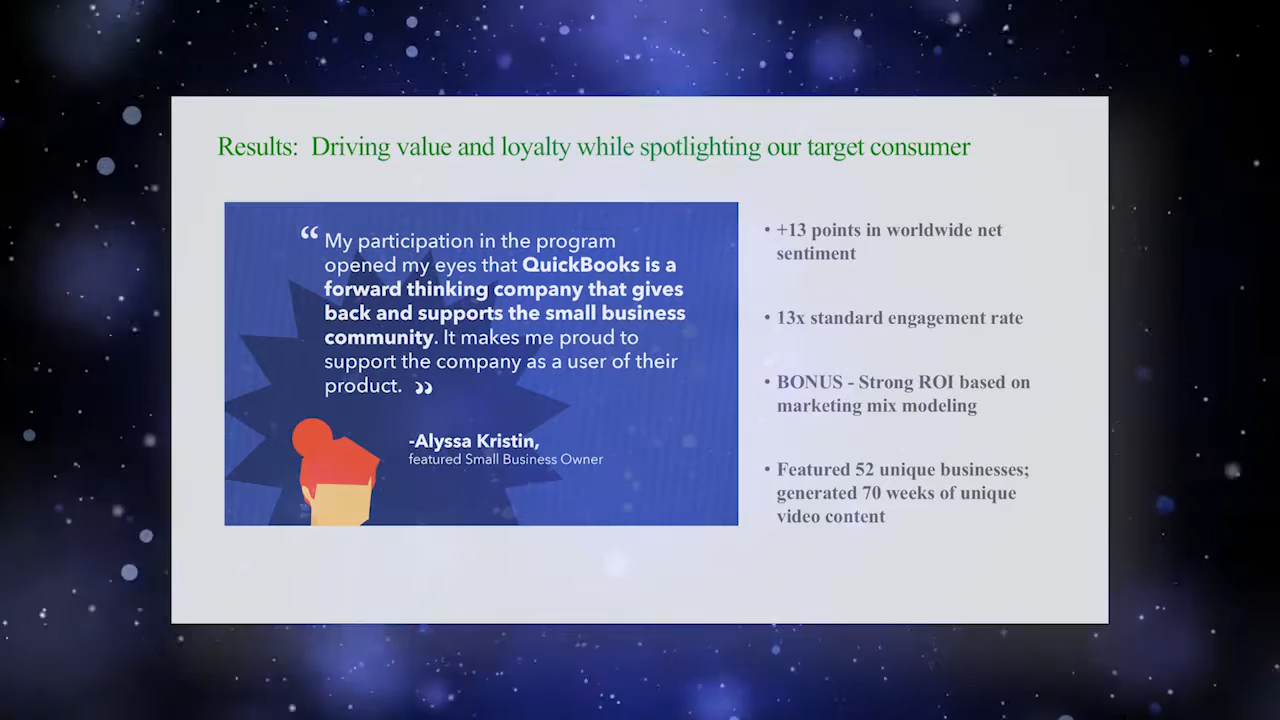 Results: Driving value and loyalty while spotlighting our target consumer
“ My participation in the program
opened my eyes that QuickBooks is a
forward thinking company that gives
back and supports the small business
community. It makes me proud to
support the company as a user of their
product. ”
-Alyssa Kristin,
featured Small Business Owner
• +13 points in worldwide net
sentiment
• 13x standard engagement rate
• BONUS - Strong ROI based on
marketing mix modeling
• Featured 52 unique businesses;
generated 70 weeks of unique
video content